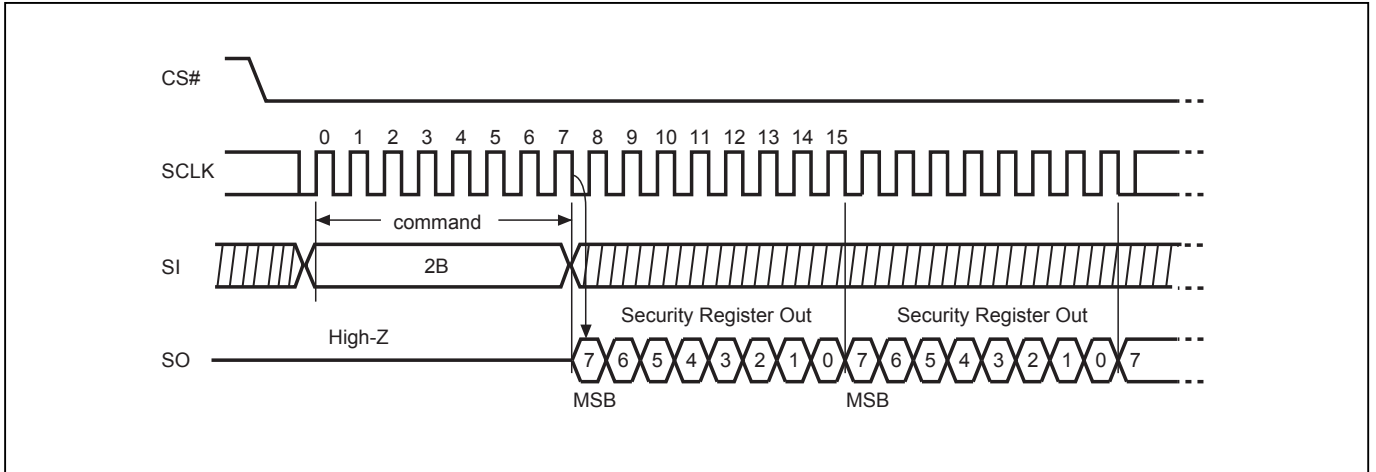 CS#
0 1 2 3 4 5 6 7 8 9 10 11 12 13 14 15
SCLK
command
SI
2B
Security Register Out Security Register Out
High-Z
SO
7 6 5 4 3 2 1 0 7 6 5 4 3 2 1 0 7
MSB MSB